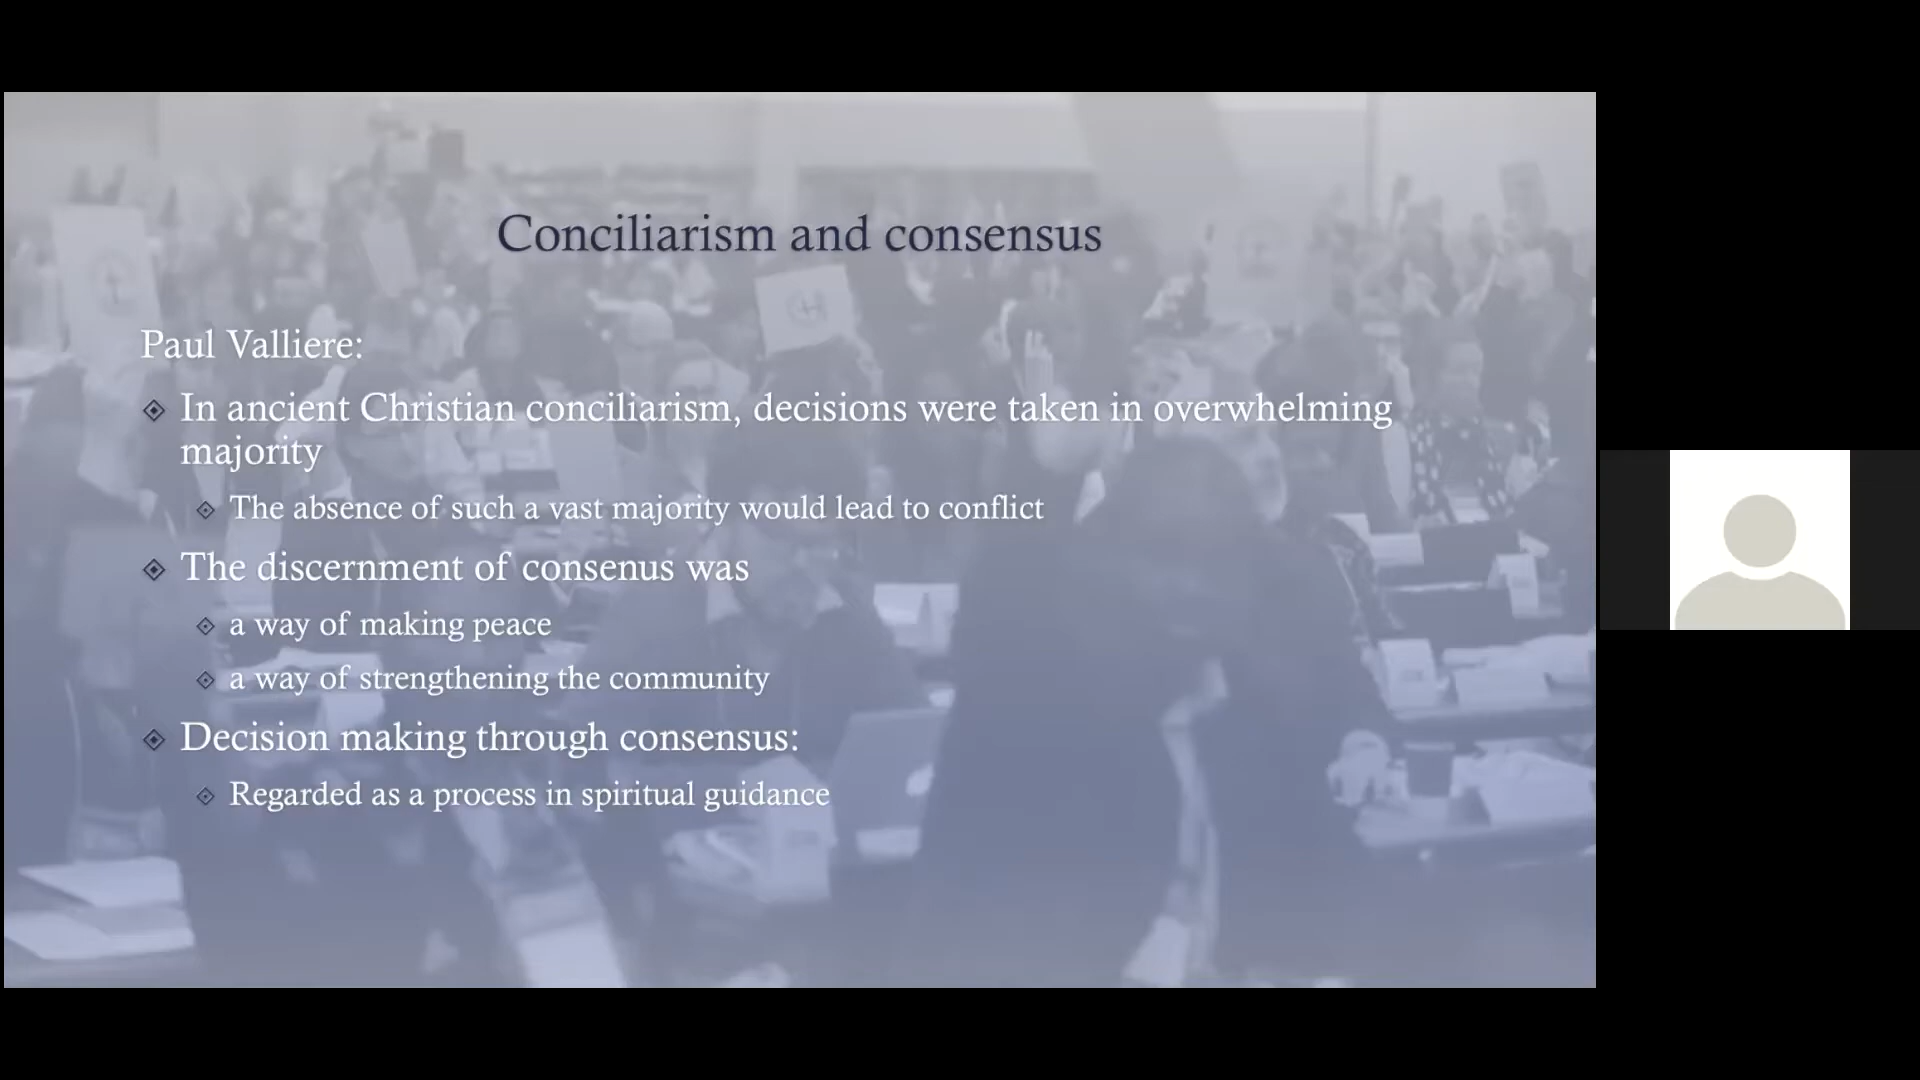 Conciliarism and consensus
Paul Valliere:
In ancient Christian conciliarism, decisions were taken in overwhelming
majority
The absence of such a vast majority would lead to conflict
The discernment of consenus was
a way of making peace
a way of strengthening the community
Decision making through consensus:
Regarded as a process in spiritual guidance